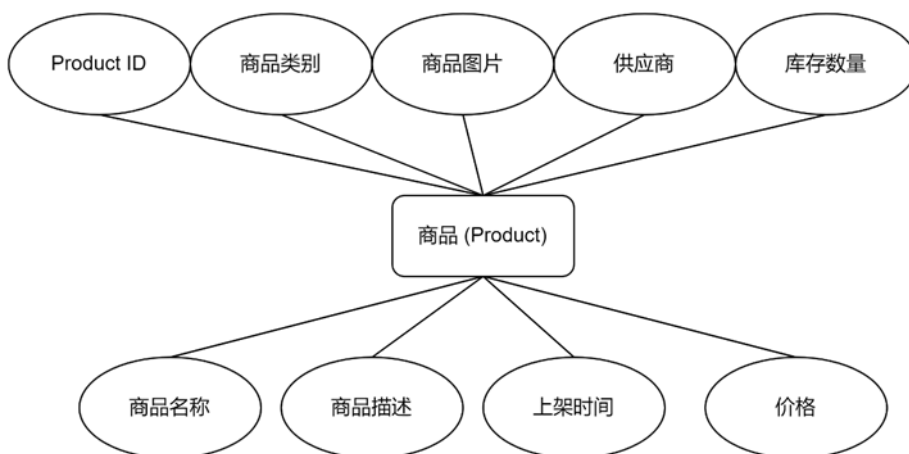 Product ID
商品类别
商品图片
供应商
库存数量
商品 (Product)
商品名称
商品描述
上架时间
价格